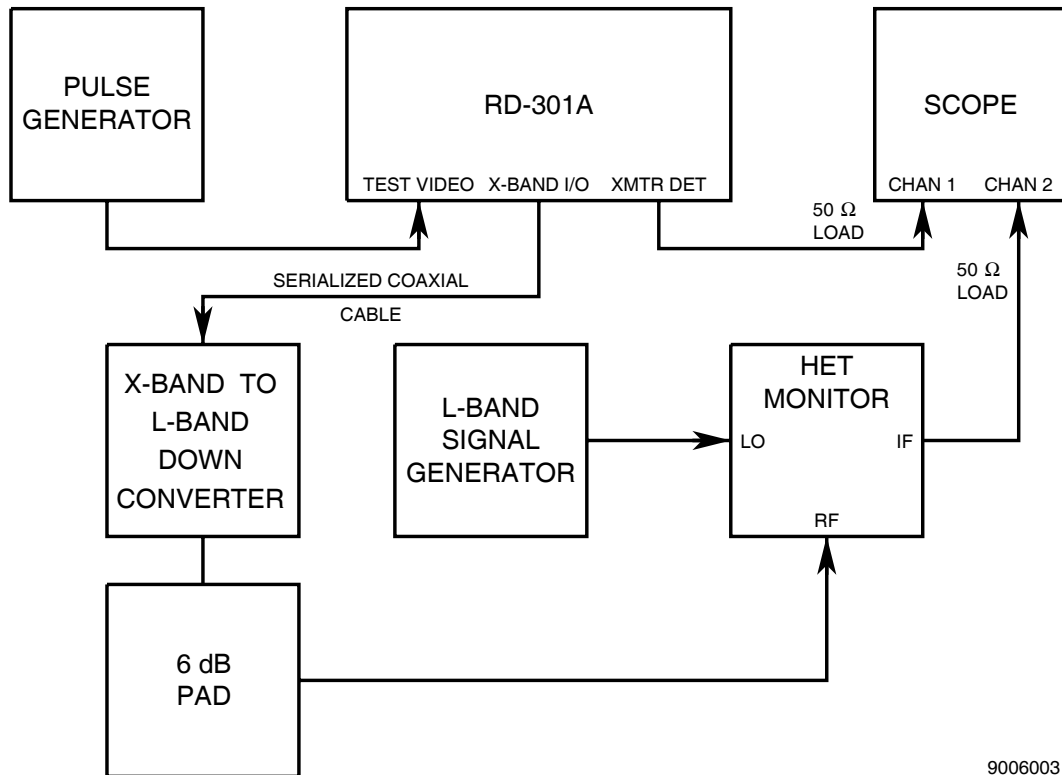 PULSE
GENERATOR
RD-301A
TEST VIDEO X-BAND I/O XMTR DET
SCOPE
CHAN 1 CHAN 2
50 Ω
LOAD
50 Ω
LOAD
SERIALIZED COAXIAL
CABLE
X-BAND TO
L-BAND
DOWN
CONVERTER
L-BAND
SIGNAL
GENERATOR
HET
MONITOR
LO IF
RF
6 dB
PAD
9006003